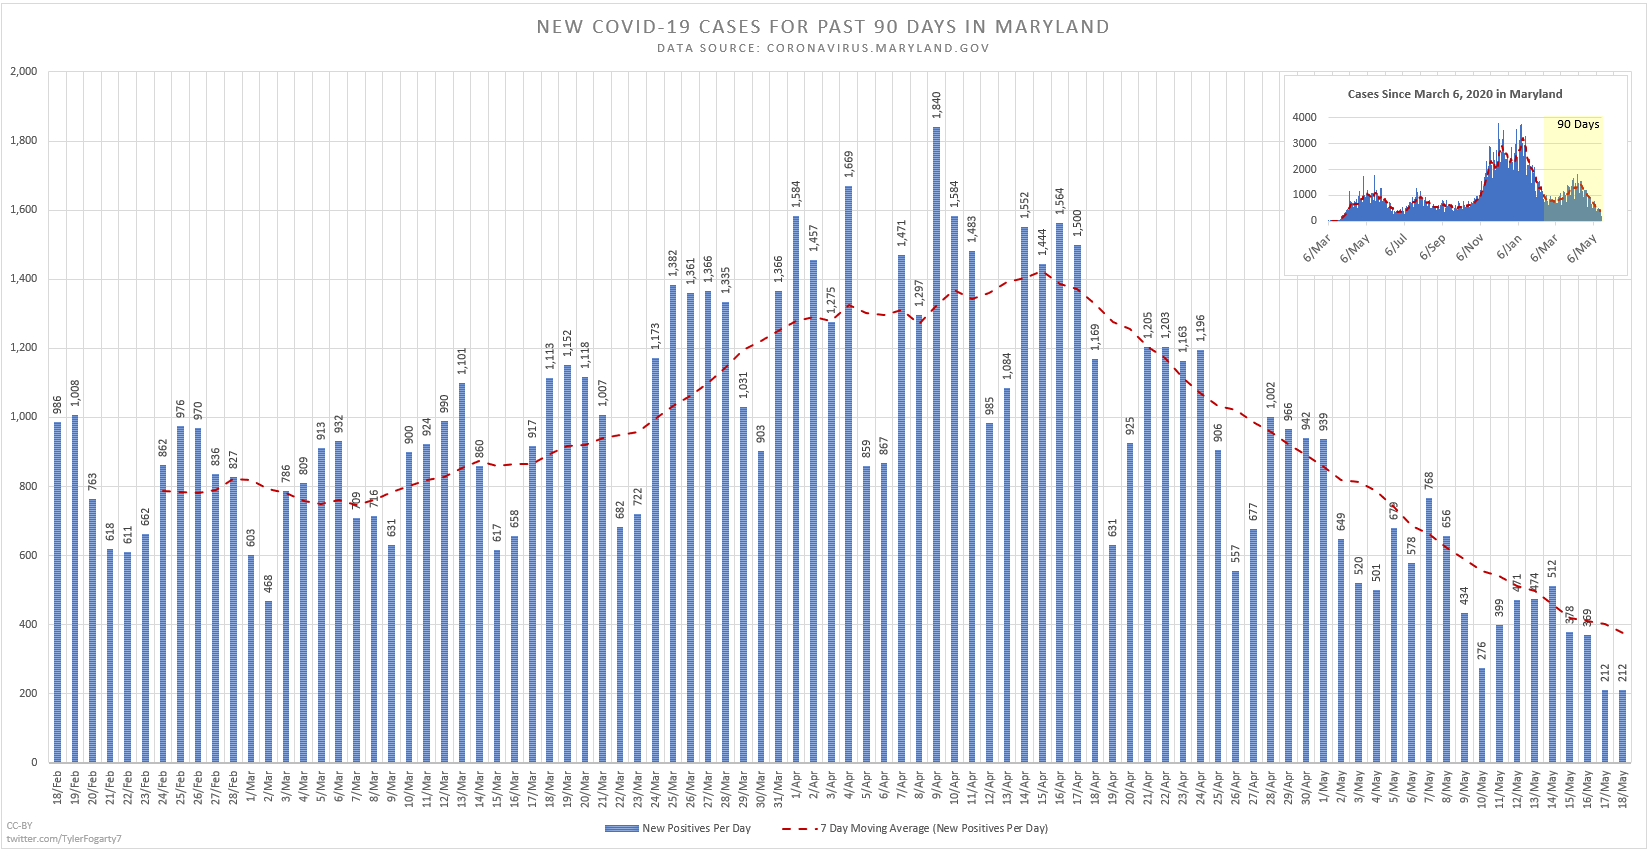 NEW COVID-19 CASES FOR PAST 90 DAYS IN MARYLAND
DATA SOURCE: CORONAVIRUS.MARYLAND.GOV
2,000
1,800
1,600
1,400
1,200
1,000
800
600
400
200
0
986 1,008 763 618 611 662 862 976 970 836 827 603 468 786 809 913 932 709 716 631 900 924 990 1,101 860 617 658 917 1,113 1,152 1,118 1,007 682 722 1,173 1,382 1,361 1,366 1,335 1,031 903 1,366 1,584 1,457 1,275 1,669 859 867 1,471 1,297 1,840 1,584 1,483 985 1,084 1,552 1,444 1,564 1,500 1,169 631 925 1,205 1,203 1,163 1,196 906 557 677 1,002 966 942 939 649 520 501 679 578 768 656 434 276 399 471 474 512 378 369 212 212
18/Feb 19/Feb 20/Feb 21/Feb 22/Feb 23/Feb 24/Feb 25/Feb 26/Feb 27/Feb 28/Feb 1/Mar 2/Mar 3/Mar 4/Mar 5/Mar 6/Mar 7/Mar 8/Mar 9/Mar 10/Mar 11/Mar 12/Mar 13/Mar 14/Mar 15/Mar 16/Mar 17/Mar 18/Mar 19/Mar 20/Mar 21/Mar 22/Mar 23/Mar 24/Mar 25/Mar 26/Mar 27/Mar 28/Mar 29/Mar 30/Mar 31/Mar 1/Apr 2/Apr 3/Apr 4/Apr 5/Apr 6/Apr 7/Apr 8/Apr 9/Apr 10/Apr 11/Apr 12/Apr 13/Apr 14/Apr 15/Apr 16/Apr 17/Apr 18/Apr 19/Apr 20/Apr 21/Apr 22/Apr 23/Apr 24/Apr 25/Apr 26/Apr 27/Apr 28/Apr 29/Apr 30/Apr 1/May 2/May 3/May 4/May 5/May 6/May 7/May 8/May 9/May 10/May 11/May 12/May 13/May 14/May 15/May 16/May 17/May 18/May
Cases Since March 6, 2020 in Maryland
90 Days
4000
3000
2000
1000
0
6/Mar 6/May 6/Jul 6/Sep 6/Nov 6/Jan 6/Mar 6/May
New Positives Per Day
7 Day Moving Average (New Positives Per Day)
CC-BY
twitter.com/TylerFogarty7